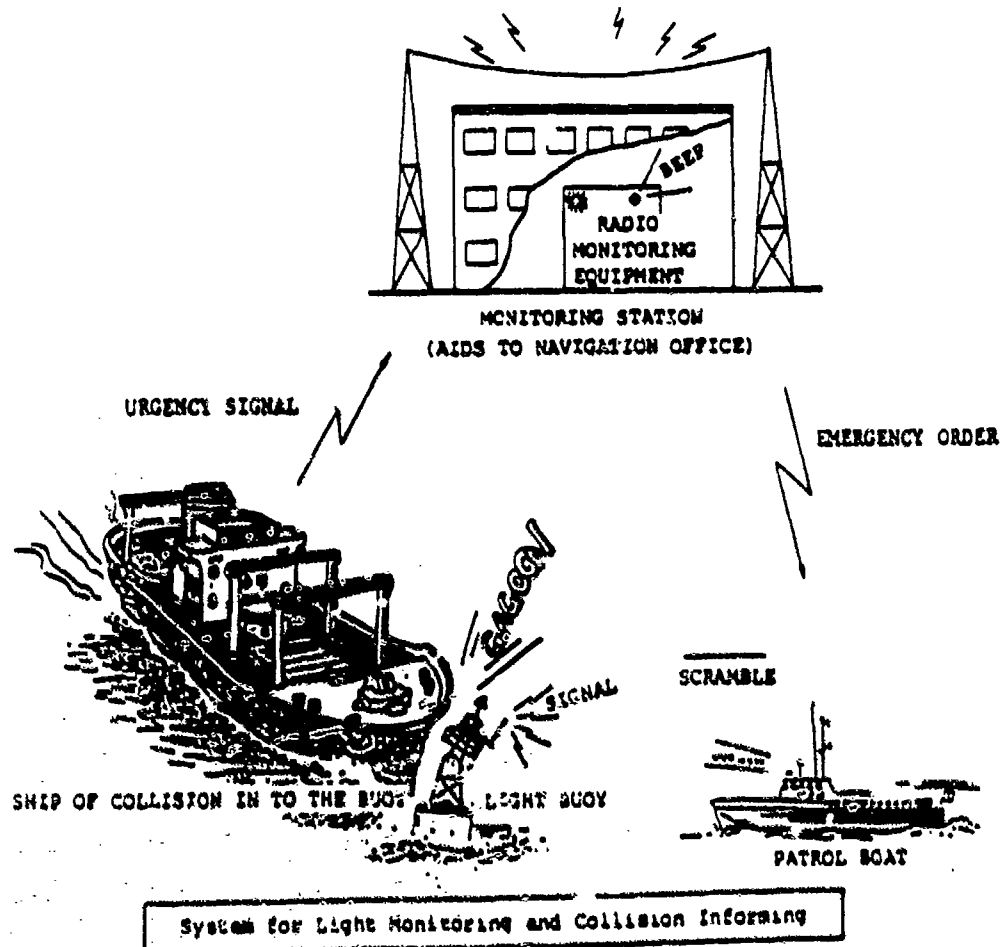 BEEP
RADIO
MONITORING
EQUIPMENT
MONITORING STATION
(AIDS TO NAVIGATION OFFICE)
URGENCY SIGNAL
EMERGENCY ORDER
SIGNAL
SCRAMBLE
SHIP OF COLLISION IN TO THE BUOY
LIGHT BUOY
PATROL BOAT
System for Light Monitoring and Collision Informing